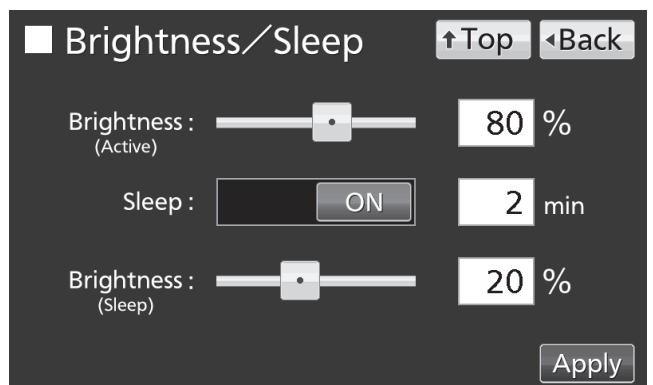 Brightness／Sleep
↑Top
◂Back
Brightness : 80 %
(Active)
Sleep : ON 2 min
Brightness : 20 %
(Sleep)
Apply